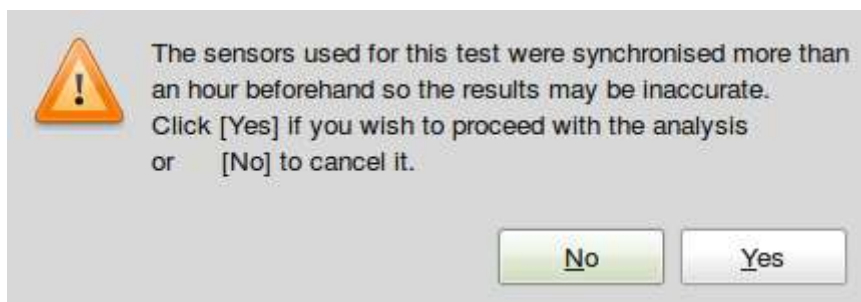 The sensors used for this test were synchronised more than
an hour beforehand so the results may be inaccurate.
Click [Yes] if you wish to proceed with the analysis
or [No] to cancel it.
No Yes